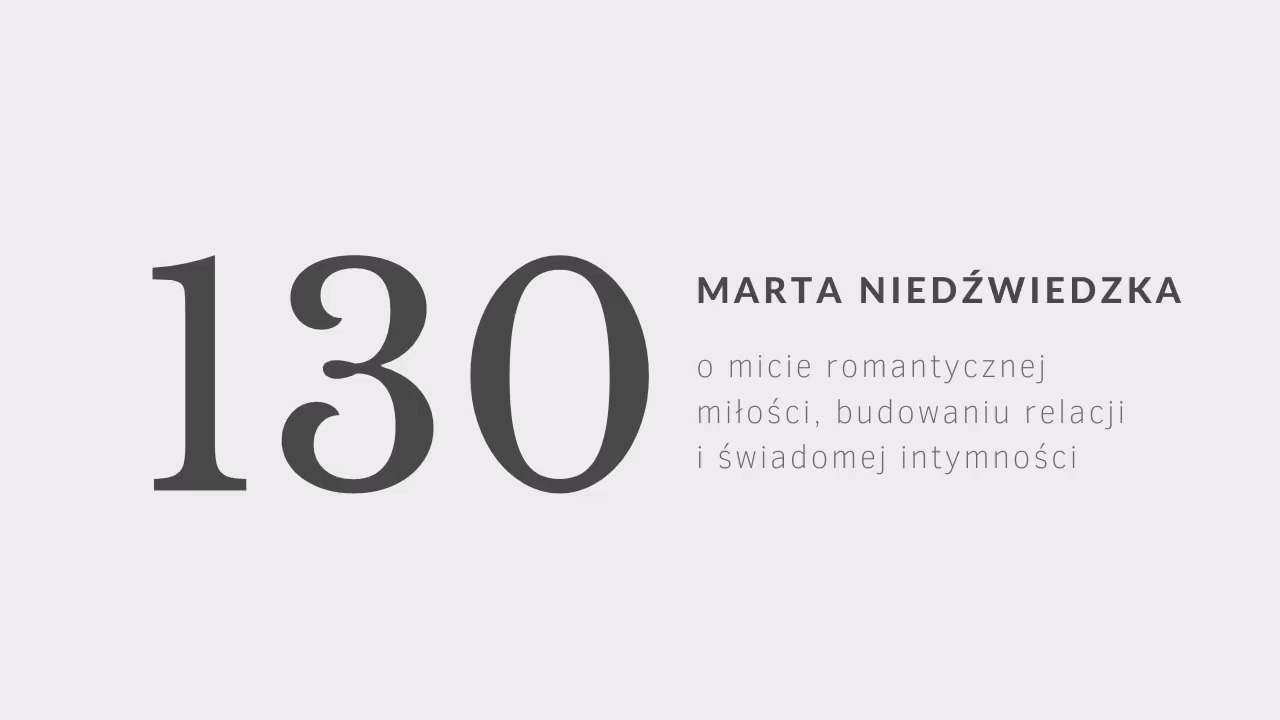 130
MARTA NIEDŹWIEDZKA
o micie romantycznej
miłości, budowaniu relacji
i świadomej intymności